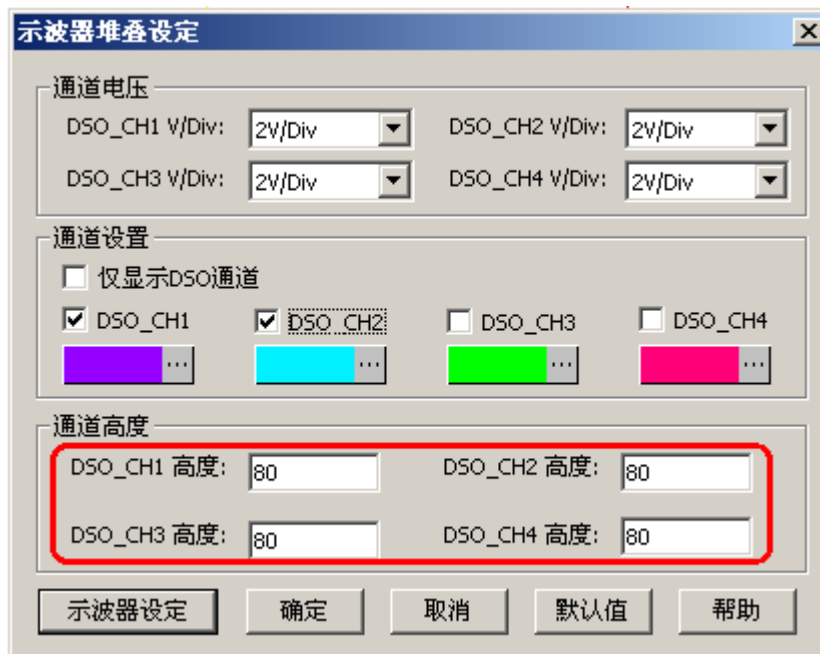 示波器堆叠设定
通道电压
DSO_CH1 V/Div: 2V/Div DSO_CH2 V/Div: 2V/Div
DSO_CH3 V/Div: 2V/Div DSO_CH4 V/Div: 2V/Div
通道设置
仅显示DSO通道
DSO_CH1 DSO_CH2 DSO_CH3 DSO_CH4
... ... ... ...
通道高度
DSO_CH1 高度: 80 DSO_CH2 高度: 80
DSO_CH3 高度: 80 DSO_CH4 高度: 80
示波器设定 确定 取消 默认值 帮助